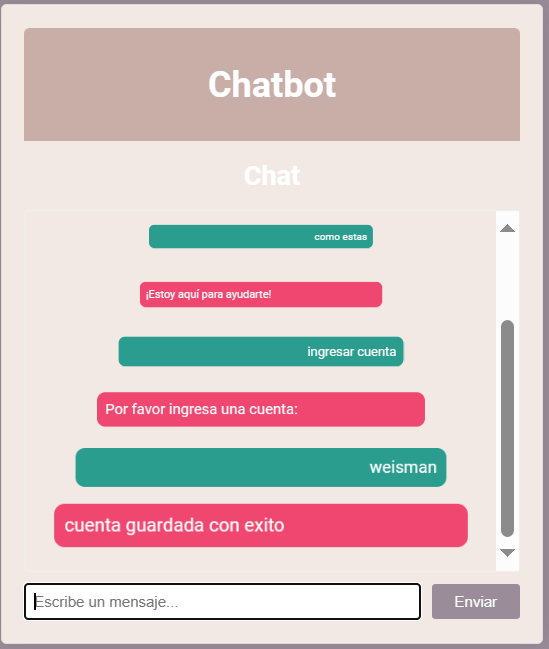 Chatbot
Chat
como estas
¡Estoy aquí para ayudarte!
ingresar cuenta
Por favor ingresa una cuenta:
weisman
cuenta guardada con exito
Escribe un mensaje...
Enviar